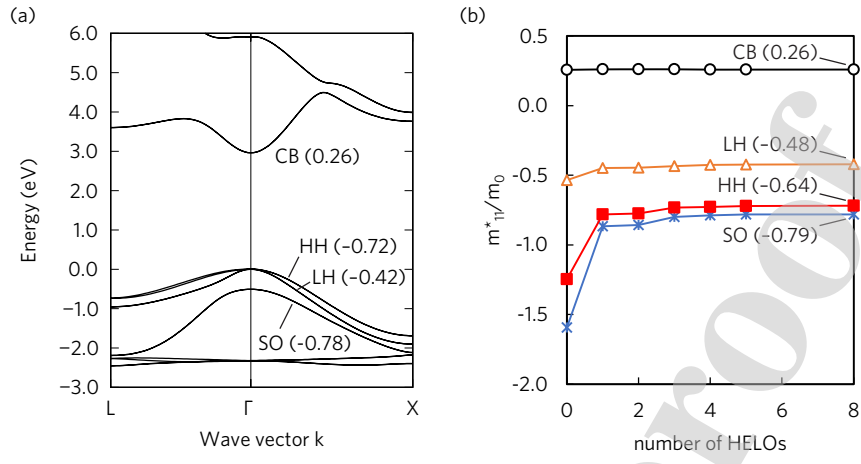 (a)
6.0
5.0
4.0
3.0
2.0
1.0
0.0
-1.0
-2.0
-3.0
Energy (eV)
CB (0.26)
HH (-0.72)
LH (-0.42)
SO (-0.78)
L
Γ
X
Wave vector k
(b)
0.0
-0.5
-1.0
-1.5
-2.0
m*11/m0
CB (0.26)
LH (-0.48)
HH (-0.64)
SO (-0.79)
0 2 4 6 8
number of HELOs
proof